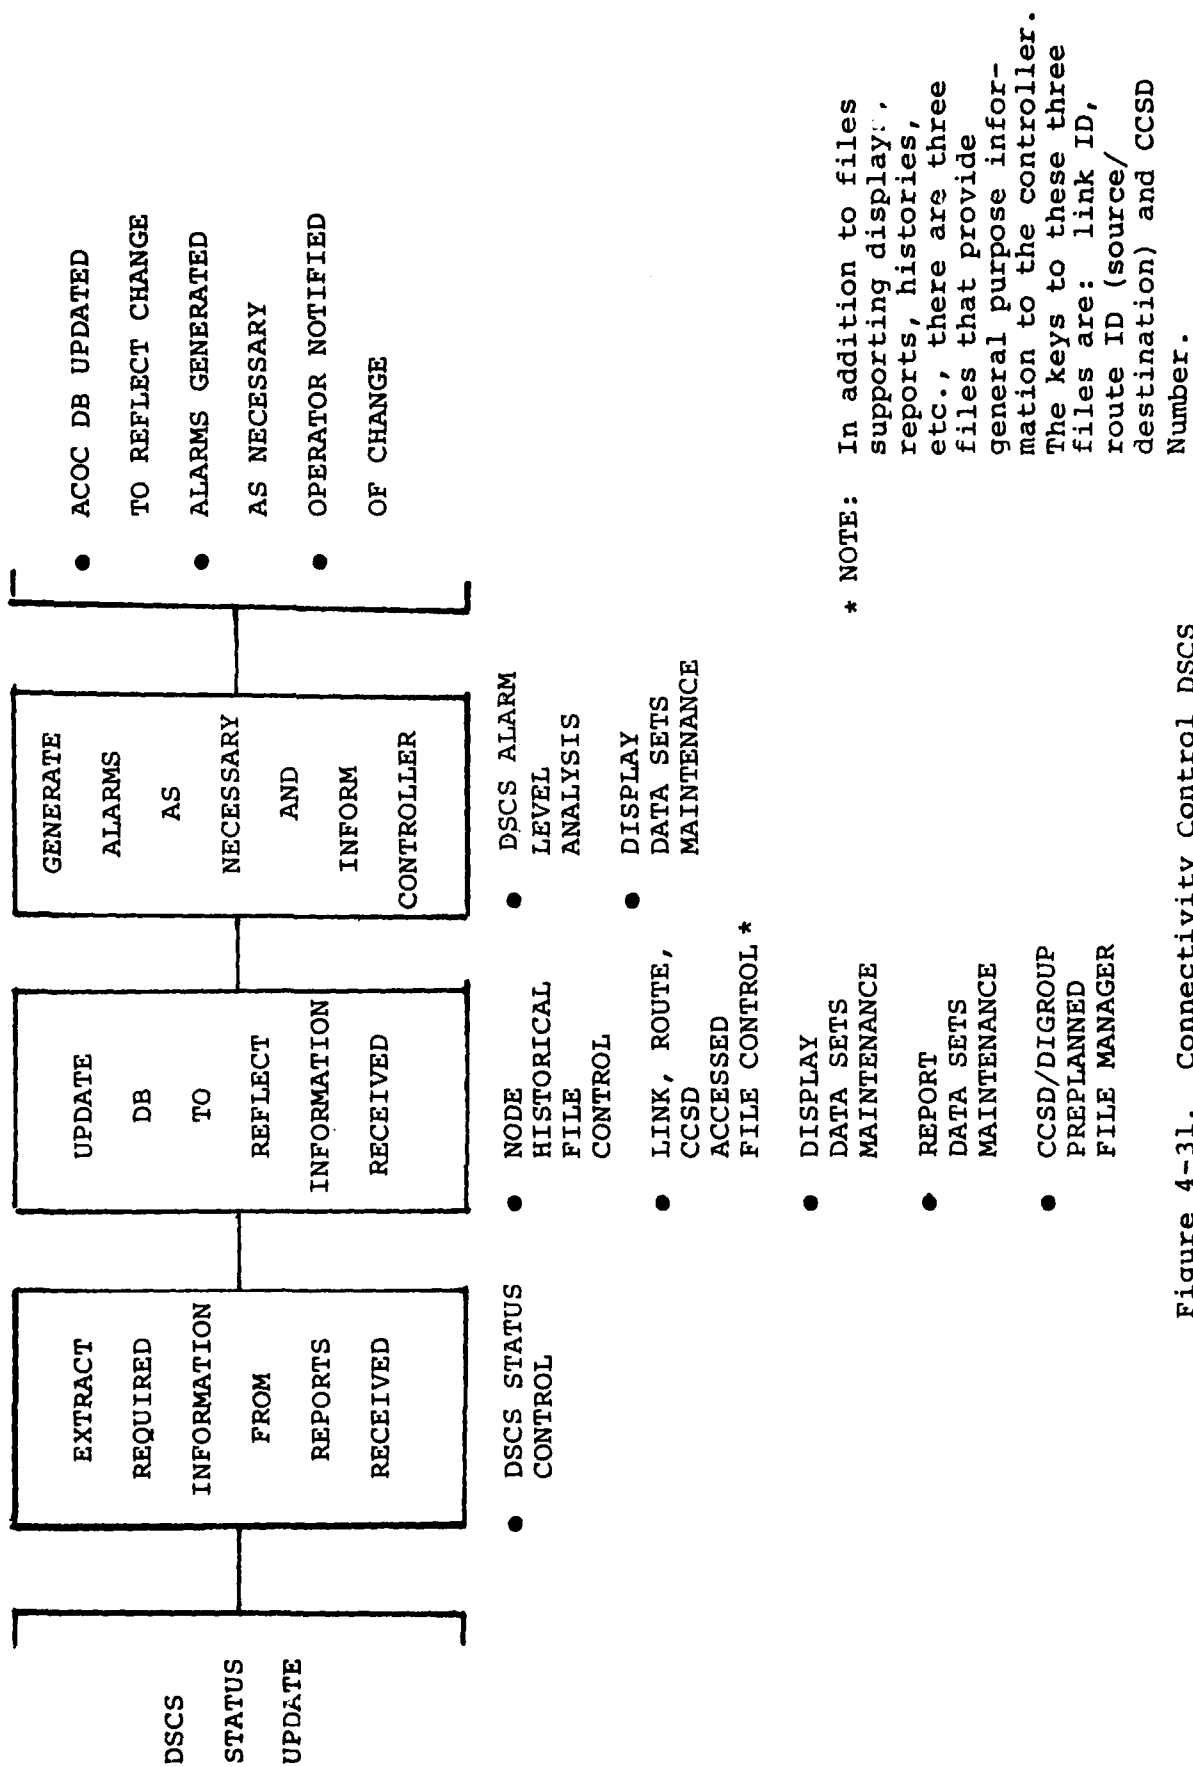 DSCS
STATUS
UPDATE
EXTRACT
REQUIRED
INFORMATION
FROM
REPORTS
RECEIVED
● DSCS STATUS
CONTROL
UPDATE
DB
TO
REFLECT
INFORMATION
RECEIVED
● NODE
HISTORICAL
FILE
CONTROL
● LINK, ROUTE,
CCSD
ACCESSED
FILE CONTROL *
● DISPLAY
DATA SETS
MAINTENANCE
● REPORT
DATA SETS
MAINTENANCE
● CCSD/DIGROUP
PREPLANNED
FILE MANAGER
GENERATE
ALARMS
AS
NECESSARY
AND
INFORM
CONTROLLER
● DSCS ALARM
LEVEL
ANALYSIS
● DISPLAY
DATA SETS
MAINTENANCE
● ACOC DB UPDATED
TO REFLECT CHANGE
● ALARMS GENERATED
AS NECESSARY
● OPERATOR NOTIFIED
OF CHANGE
* NOTE: In addition to files
supporting displays,
reports, histories,
etc., there are three
files that provide
general purpose infor-
mation to the controller.
The keys to these three
files are: link ID,
route ID (source/
destination) and CCSD
Number.
Figure 4-31. Connectivity Control DSCS